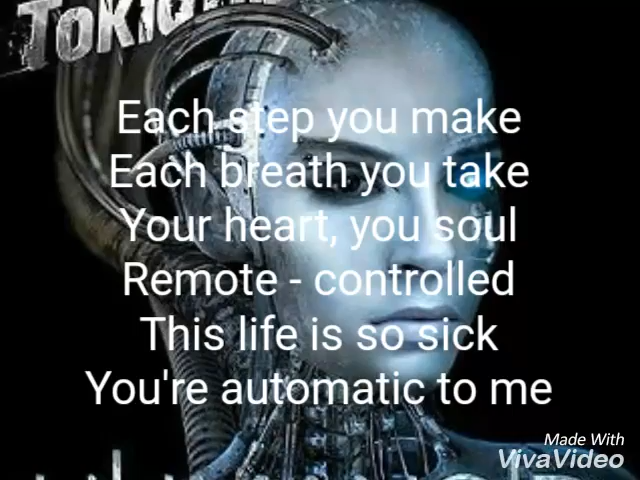 Each step you make
Each breath you take
Your heart, you soul
Remote - controlled
This life is so sick
You're automatic to me
Made With
VivaVideo